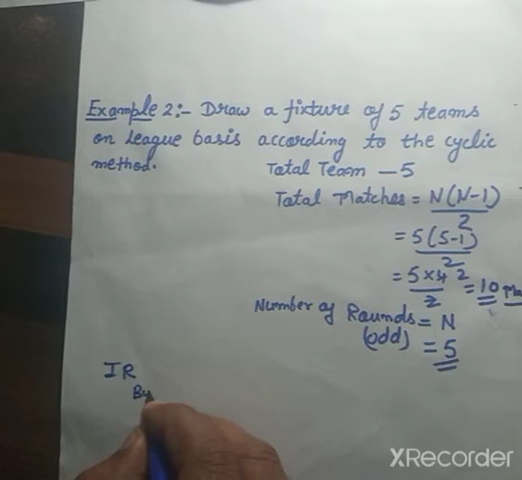 Example 2:- Draw a fixture of 5 teams
on League basis according to the cyclic
method.
Total Team - 5
Total Matches = N(N-1)
2
= 5(5-1)
2
= 5×4 2 = 10
2
Number of Rounds = N
(odd) = 5
IR
By
XRecorder